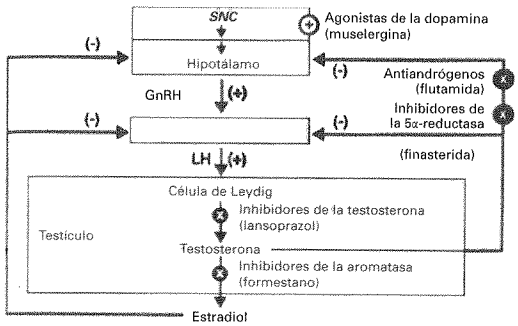 SNC
Agonistas de la dopamina
(muselergina)
Hipotálamo
(-)
(-)
Antiandrógenos
(flutamida)
GnRH
(+)
Inhibidores de
la 5α-reductasa
(-)
(-)
(finasterida)
LH
(+)
Célula de Leydig
Inhibidores de la testosterona
(lansoprazol)
Testículo
Testosterona
Inhibidores de la aromatasa
(formestano)
Estradiol